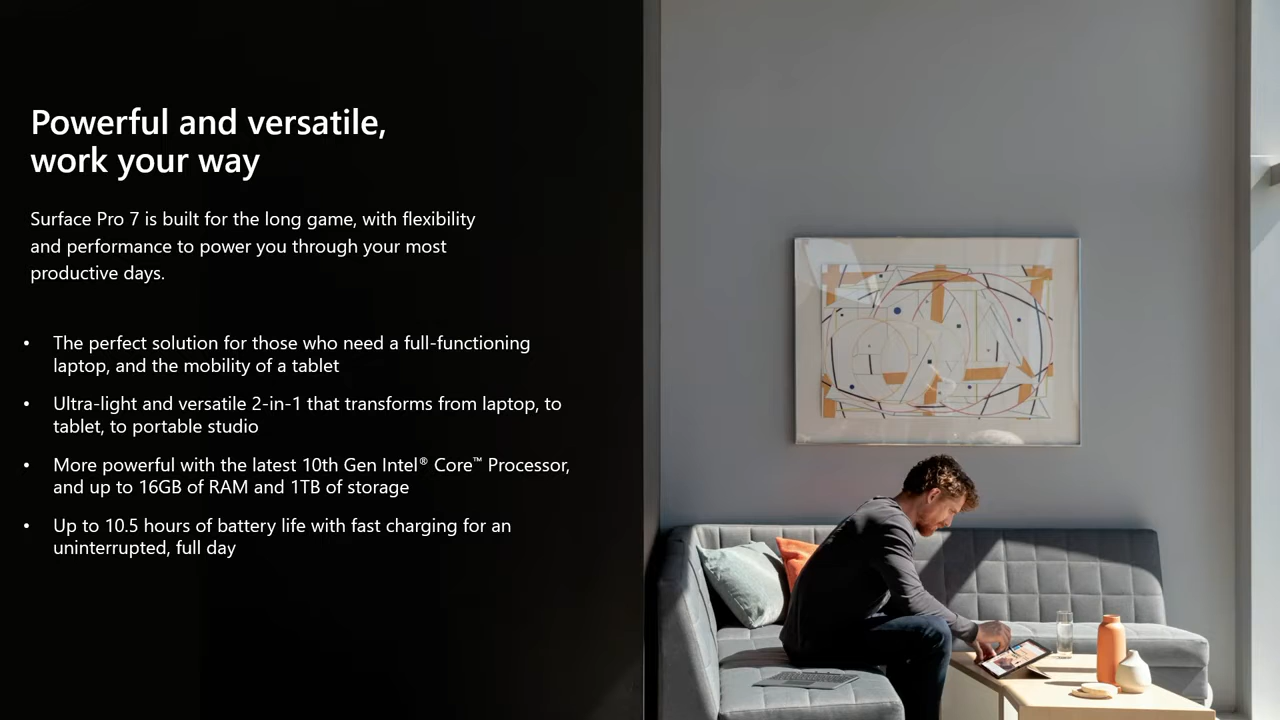 Powerful and versatile,
work your way
Surface Pro 7 is built for the long game, with flexibility
and performance to power you through your most
productive days.
• The perfect solution for those who need a full-functioning
laptop, and the mobility of a tablet
• Ultra-light and versatile 2-in-1 that transforms from laptop, to
tablet, to portable studio
• More powerful with the latest 10th Gen Intel® Core™ Processor,
and up to 16GB of RAM and 1TB of storage
• Up to 10.5 hours of battery life with fast charging for an
uninterrupted, full day